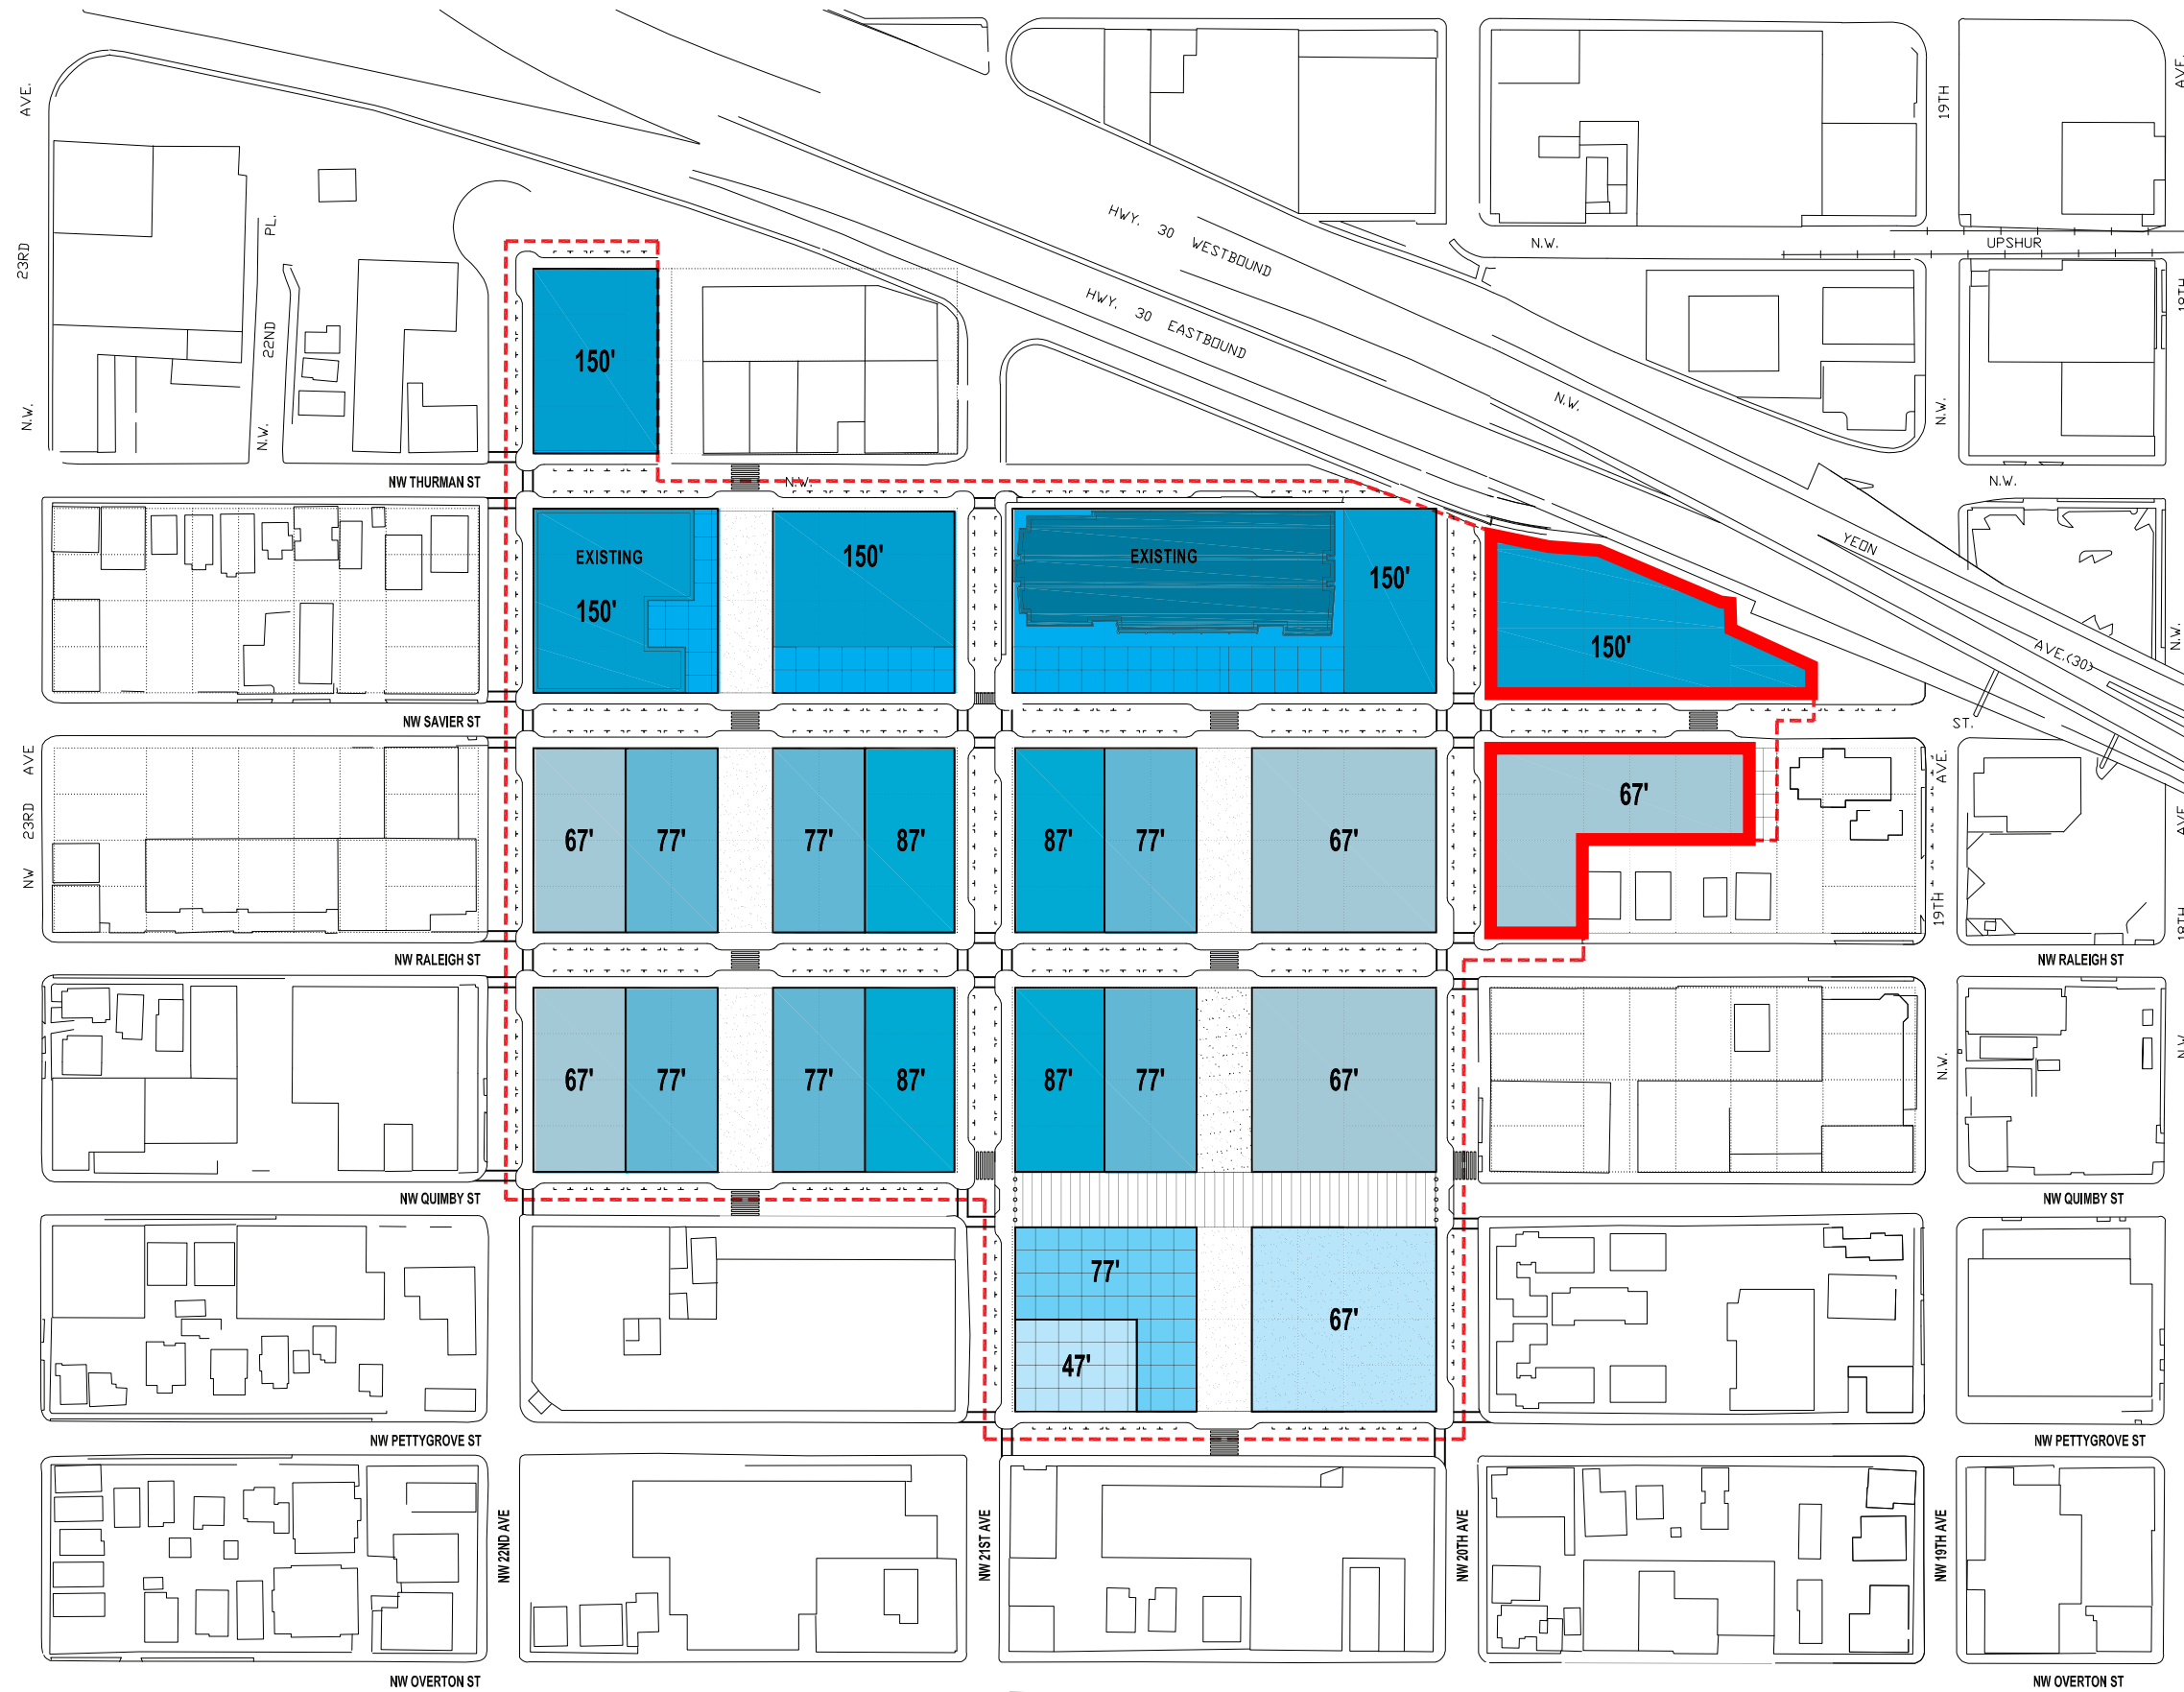 AVE.
19TH
AVE.
HWY. 30 WESTBOUND
N.W.
UPSHUR
PL.
23RD
HWY. 30 EASTBOUND
18TH
22ND
150'
N.W.
N.W.
N.W.
N.W.
NW THURMAN ST
N.W.
N.W.
EXISTING
150'
150'
EXISTING
150'
150'
YEON
AVE.(30)
N.W.
NW SAVIER ST
ST.
NW 23RD AVE
67'
77'
77'
87'
87'
77'
67'
67'
AVE.
19TH
AVE
18TH
NW RALEIGH ST
NW RALEIGH ST
67'
77'
77'
87'
87'
77'
67'
N.W.
N.W.
NW QUIMBY ST
NW QUIMBY ST
77'
47'
67'
NW PETTYGROVE ST
NW PETTYGROVE ST
NW 22ND AVE
NW 21ST AVE
NW 20TH AVE
NW 19TH AVE
NW OVERTON ST
NW OVERTON ST